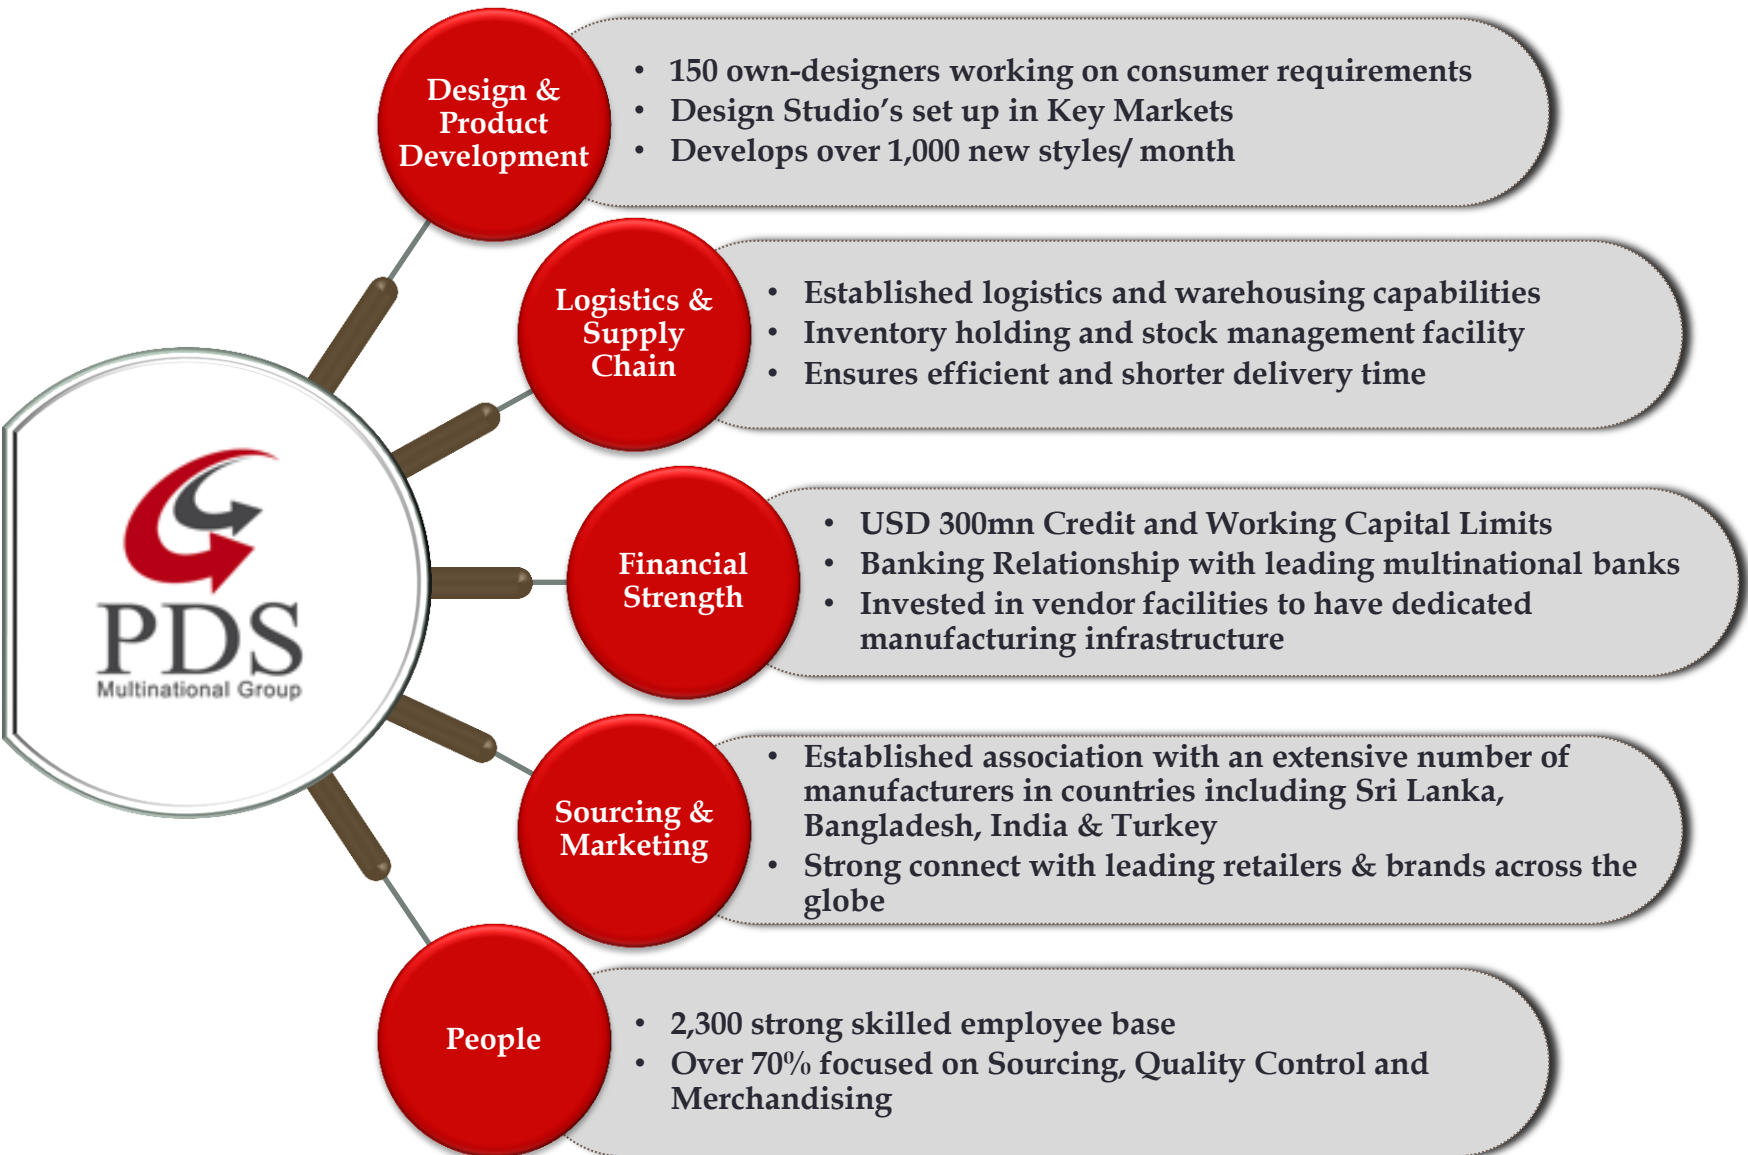 Design &
Product
Development
• 150 own-designers working on consumer requirements
• Design Studio’s set up in Key Markets
• Develops over 1,000 new styles/ month
Logistics &
Supply
Chain
• Established logistics and warehousing capabilities
• Inventory holding and stock management facility
• Ensures efficient and shorter delivery time
PDS
Multinational Group
Financial
Strength
• USD 300mn Credit and Working Capital Limits
• Banking Relationship with leading multinational banks
• Invested in vendor facilities to have dedicated
manufacturing infrastructure
Sourcing &
Marketing
• Established association with an extensive number of
manufacturers in countries including Sri Lanka,
Bangladesh, India & Turkey
• Strong connect with leading retailers & brands across the
globe
People
• 2,300 strong skilled employee base
• Over 70% focused on Sourcing, Quality Control and
Merchandising